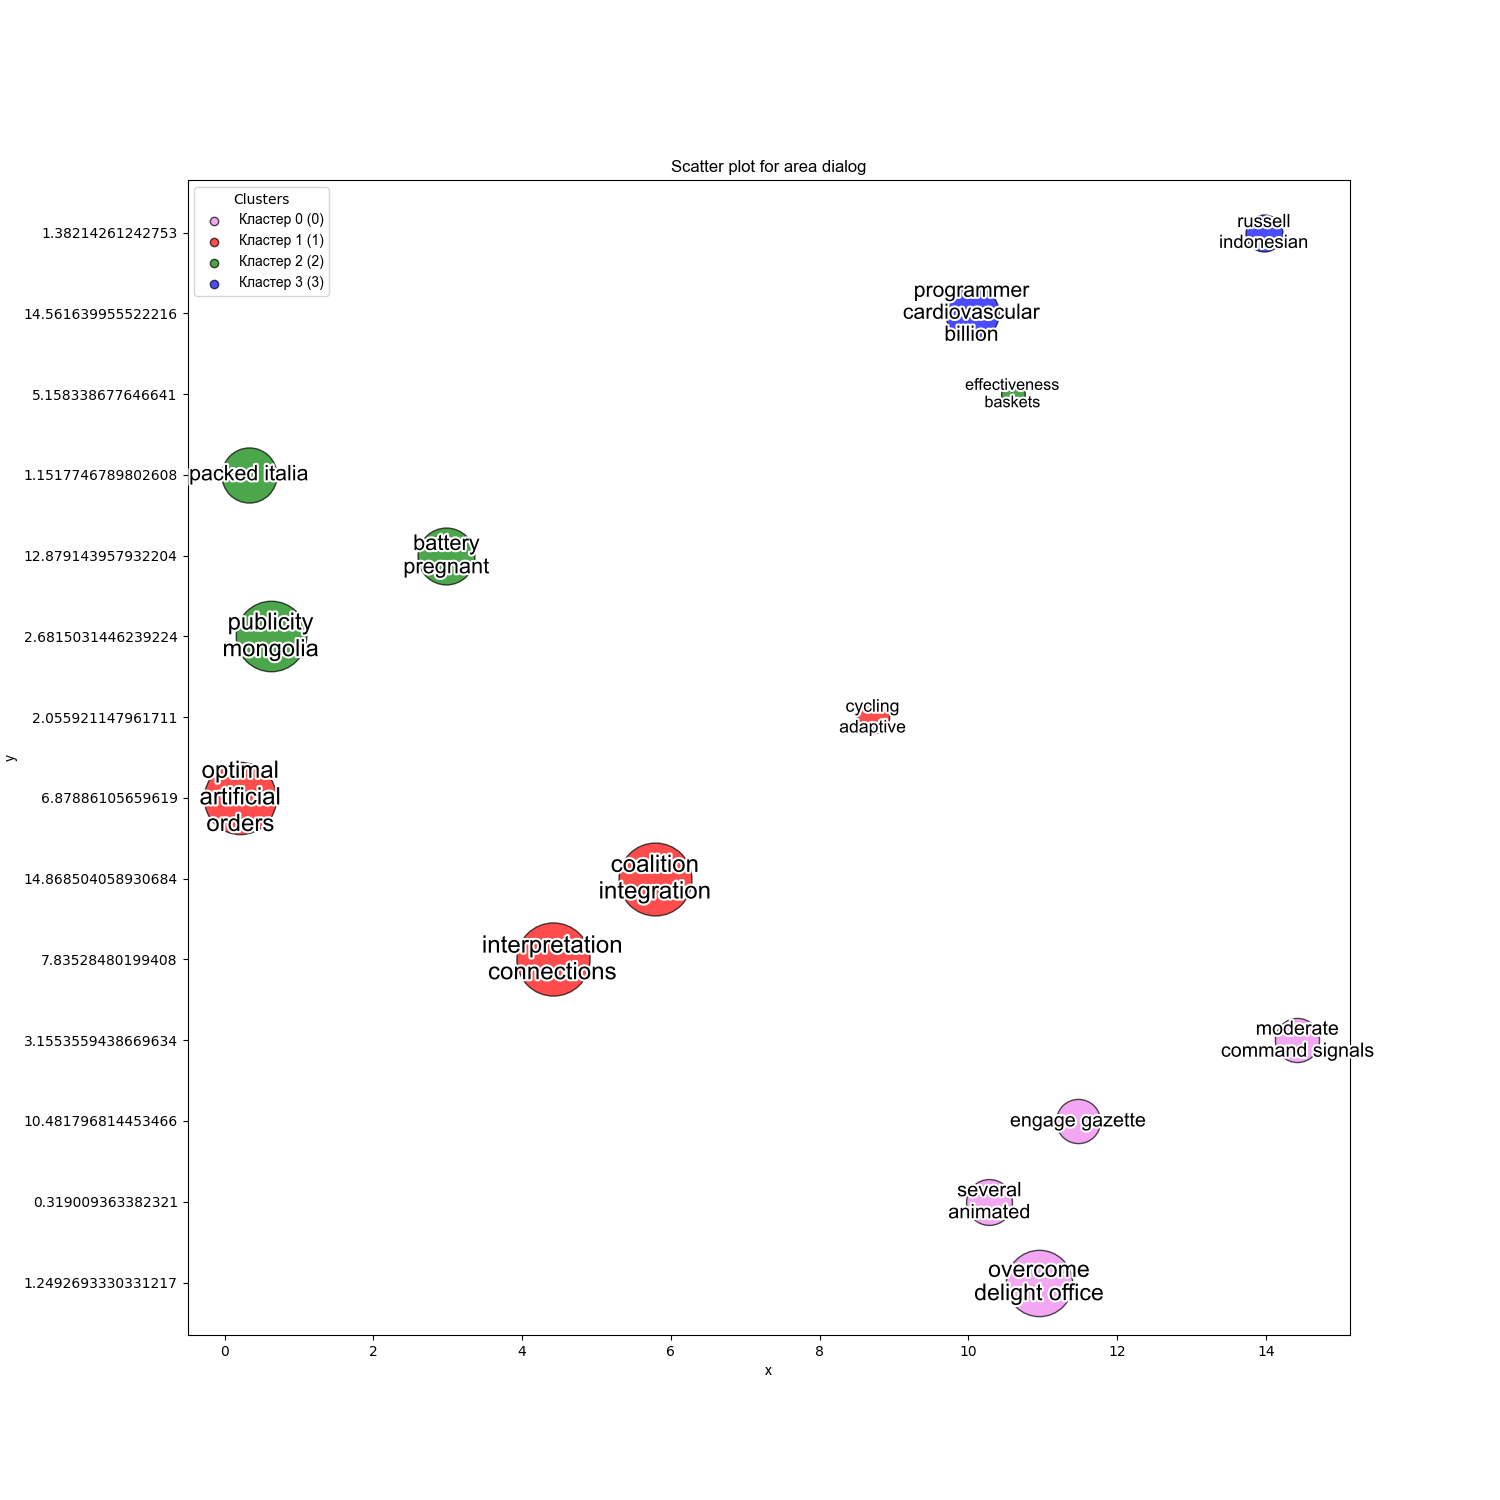 Scatter plot for area dialog
Clusters
Кластер 0 (0)
Кластер 1 (1)
Кластер 2 (2)
Кластер 3 (3)
1.38214261242753
14.561639955522216
5.158338677646641
1.1517746789802608
12.879143957932204
2.6815031446239224
2.055921147961711
6.87886105659619
14.868504058930684
7.83528480199408
3.1553559438669634
10.481796814453466
0.319009363382321
1.2492693330331217
y
russell
indonesian
programmer
cardiovascular
billion
effectiveness
baskets
packed italia
battery
pregnant
publicity
mongolia
cycling
adaptive
optimal
artificial
orders
coalition
integration
interpretation
connections
moderate
command signals
engage gazette
several
animated
overcome
delight office
0 2 4 6 8 10 12 14
x